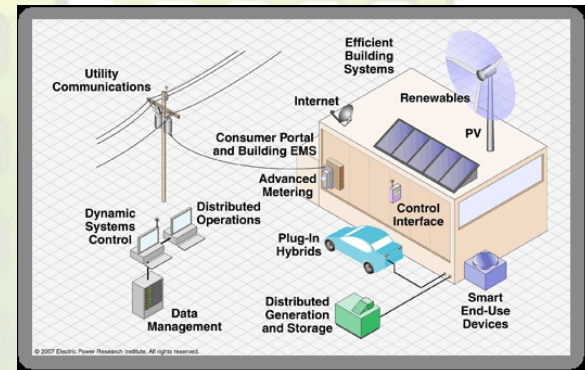 Efficient
Building
Systems
Utility
Communications
Internet
Renewables
PV
Consumer Portal
and Building EMS
Advanced
Metering
Control
Interface
Dynamic
Systems
Control
Distributed
Operations
Plug-In
Hybrids
Data
Management
Distributed
Generation
and Storage
Smart
End-Use
Devices
© 2007 Electric Power Research Institute. All rights reserved.